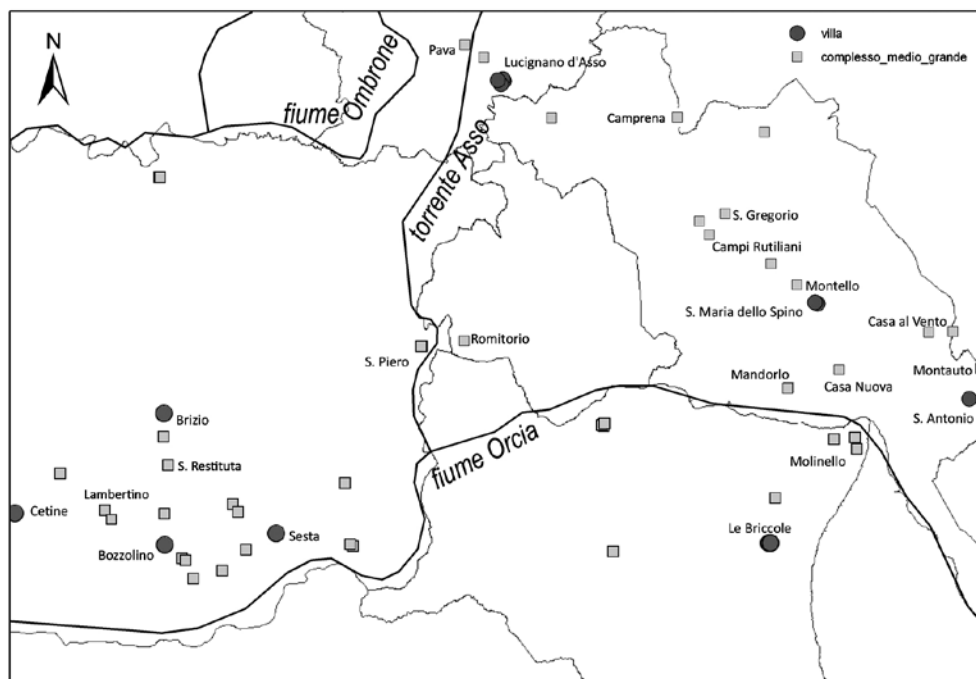 N
villa
complesso_medio_grande
Pava
Lucignano d'Asso
fiume Ombrone
Camprena
torrente Asso
S. Gregorio
Campi Rutiliani
Montello
S. Maria dello Spino
Casa al Vento
Romitorio
S. Piero
Mandorlo
Casa Nuova
Montauto
Brizio
S. Antonio
fiume Orcia
S. Restituta
Molinello
Lambertino
Cetine
Sesta
Le Briccole
Bozzolino